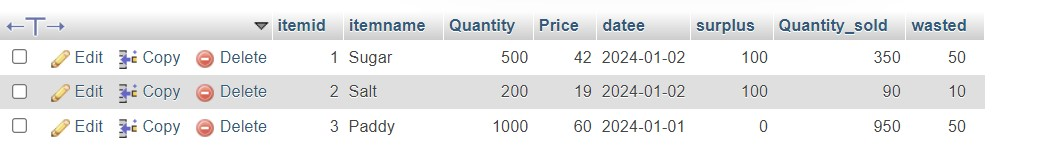 ←T→ itemid itemname Quantity Price datee surplus Quantity_sold wasted
Edit Copy Delete 1 Sugar 500 42 2024-01-02 100 350 50
Edit Copy Delete 2 Salt 200 19 2024-01-02 100 90 10
Edit Copy Delete 3 Paddy 1000 60 2024-01-01 0 950 50